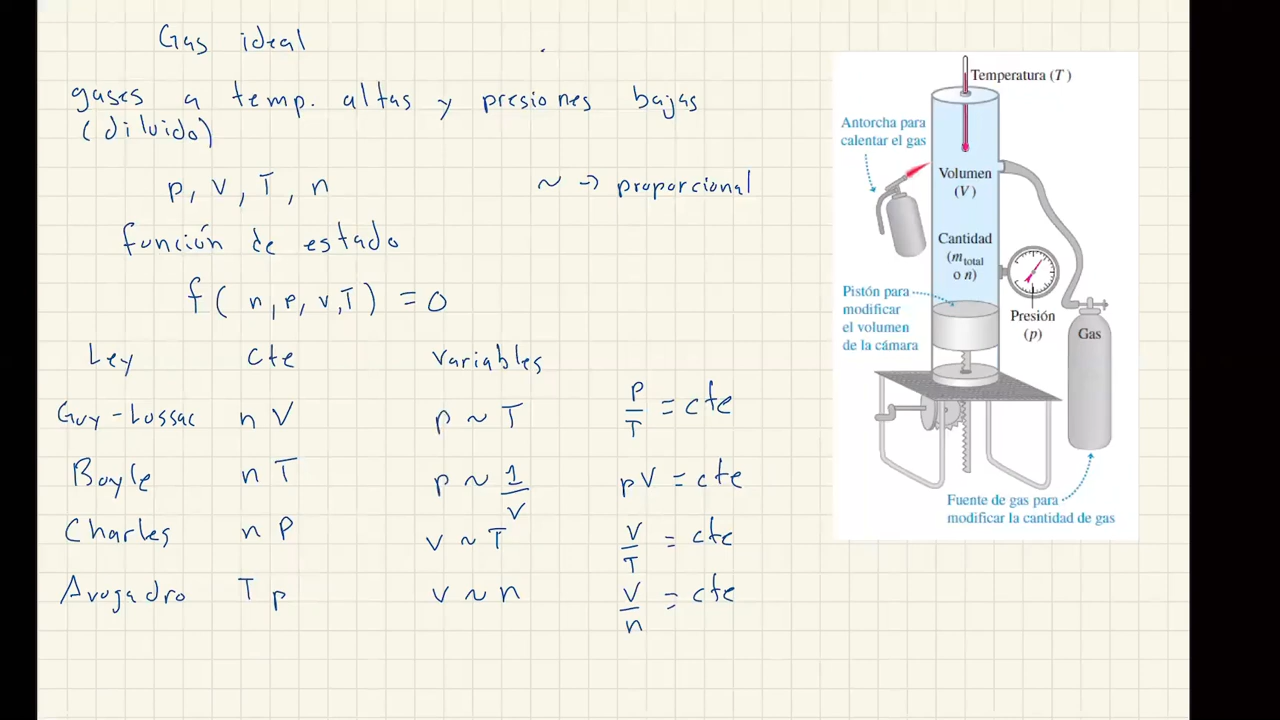 Gas ideal
gases a temp. altas y presiones bajas
(diluido)
p, V, T, n
~ → proporcional
función de estado
f(n, p, V, T) = 0
Ley cte variables
Guy-Lussac n V p ~ T P/T = cte
Boyle n T p ~ 1/V pV = cte
Charles n P V ~ T V/T = cte
Avogadro T p V ~ n V/n = cte
Temperatura (T)
Antorcha para
calentar el gas
Volumen
(V)
Cantidad
(m_total
o n)
Pistón para
modificar
el volumen
de la cámara
Presión
(p)
Gas
Fuente de gas para
modificar la cantidad de gas